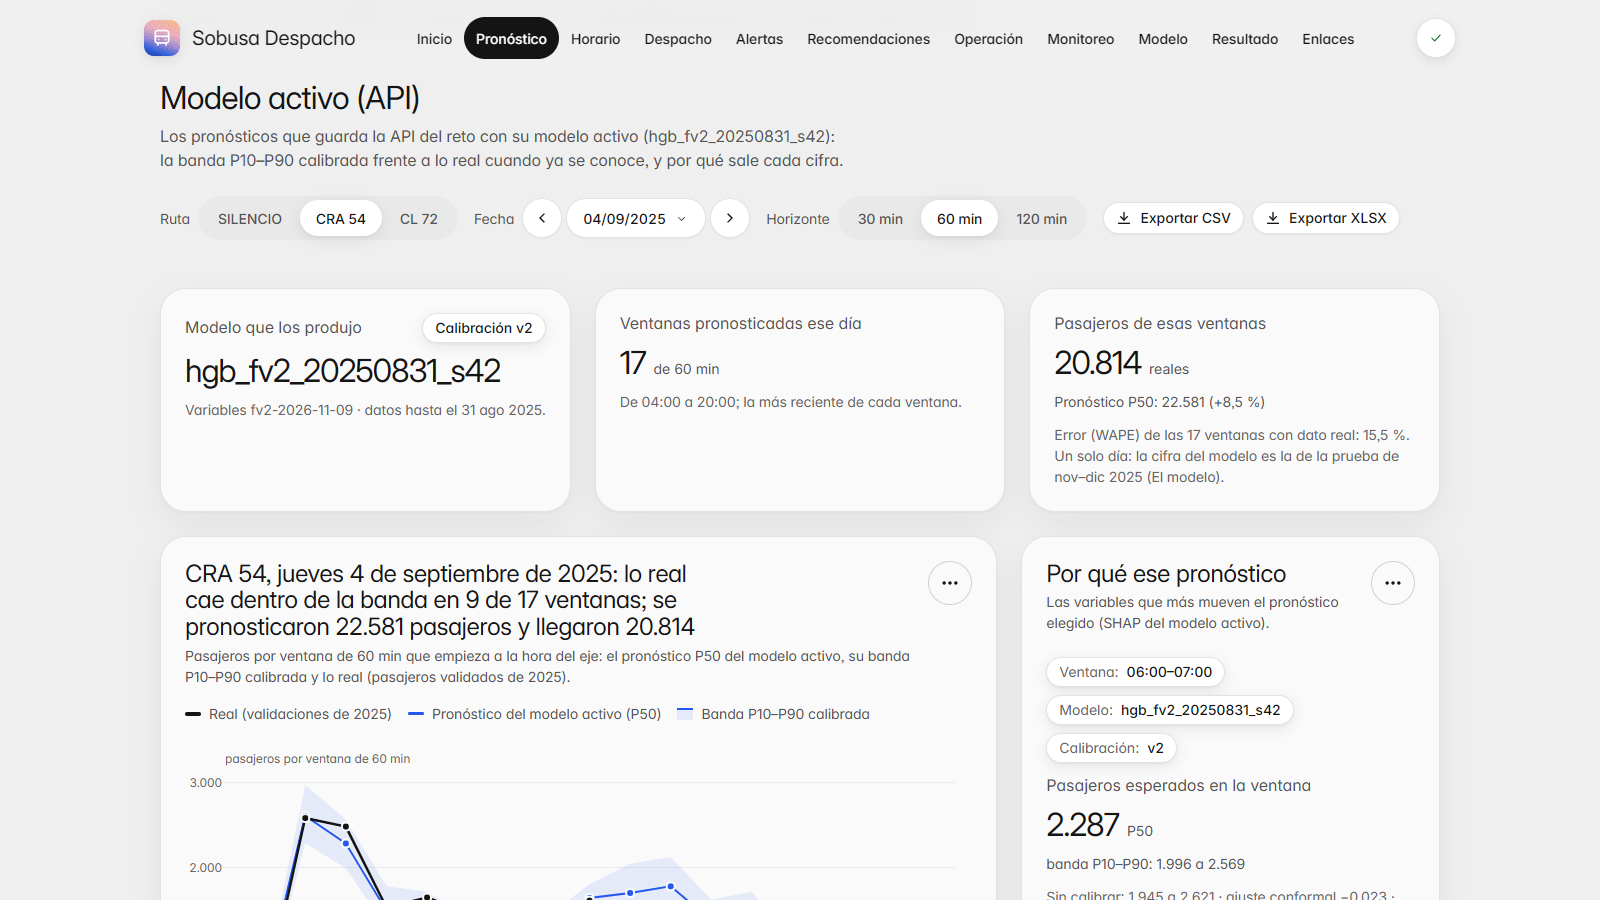 Sobusa Despacho
Inicio
Pronóstico
Horario
Despacho
Alertas
Recomendaciones
Operación
Monitoreo
Modelo
Resultado
Enlaces
Modelo activo (API)
Los pronósticos que guarda la API del reto con su modelo activo (hgb_fv2_20250831_s42):
la banda P10–P90 calibrada frente a lo real cuando ya se conoce, y por qué sale cada cifra.
Ruta
SILENCIO
CRA 54
CL 72
Fecha
04/09/2025
Horizonte
30 min
60 min
120 min
Exportar CSV
Exportar XLSX
Modelo que los produjo
Calibración v2
hgb_fv2_20250831_s42
Variables fv2-2026-11-09 · datos hasta el 31 ago 2025.
Ventanas pronosticadas ese día
17 de 60 min
De 04:00 a 20:00; la más reciente de cada ventana.
Pasajeros de esas ventanas
20.814 reales
Pronóstico P50: 22.581 (+8,5 %)
Error (WAPE) de las 17 ventanas con dato real: 15,5 %.
Un solo día: la cifra del modelo es la de la prueba de
nov–dic 2025 (El modelo).
CRA 54, jueves 4 de septiembre de 2025: lo real
cae dentro de la banda en 9 de 17 ventanas; se
pronosticaron 22.581 pasajeros y llegaron 20.814
Pasajeros por ventana de 60 min que empieza a la hora del eje: el pronóstico P50 del modelo activo, su banda
P10–P90 calibrada y lo real (pasajeros validados de 2025).
Real (validaciones de 2025)
Pronóstico del modelo activo (P50)
Banda P10–P90 calibrada
pasajeros por ventana de 60 min
3.000
2.000
Por qué ese pronóstico
Las variables que más mueven el pronóstico
elegido (SHAP del modelo activo).
Ventana: 06:00–07:00
Modelo: hgb_fv2_20250831_s42
Calibración: v2
Pasajeros esperados en la ventana
2.287 P50
banda P10–P90: 1.996 a 2.569
Sin calibrar: 1.945 a 2.621 · ajuste conformal −0,023 ·